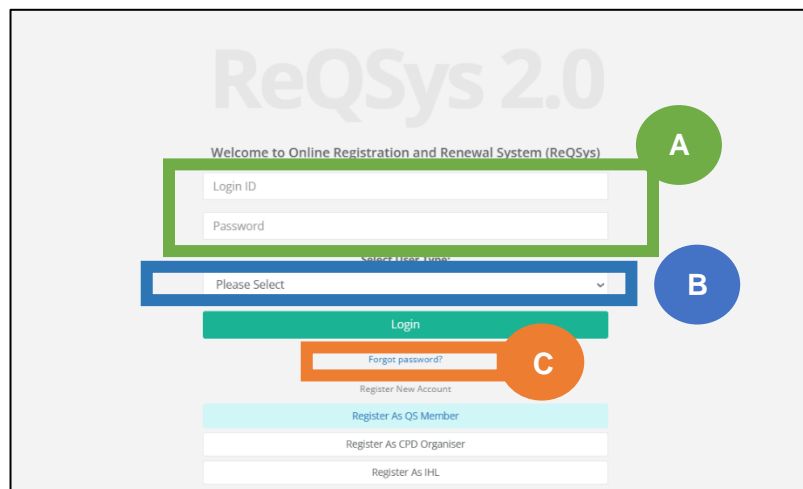 ReQSys 2.0
Welcome to Online Registration and Renewal System (ReQSys)
A
Login ID
Password
Select User Type:
Please Select
B
Login
Forgot password?
C
Register New Account
Register As QS Member
Register As CPD Organiser
Register As IHL